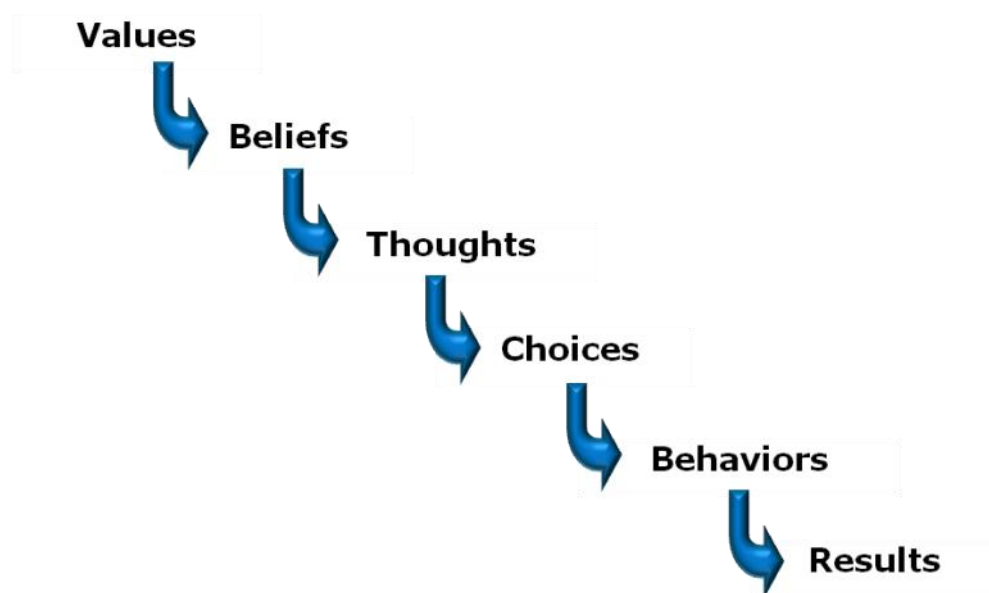 Values
Beliefs
Thoughts
Choices
Behaviors
Results